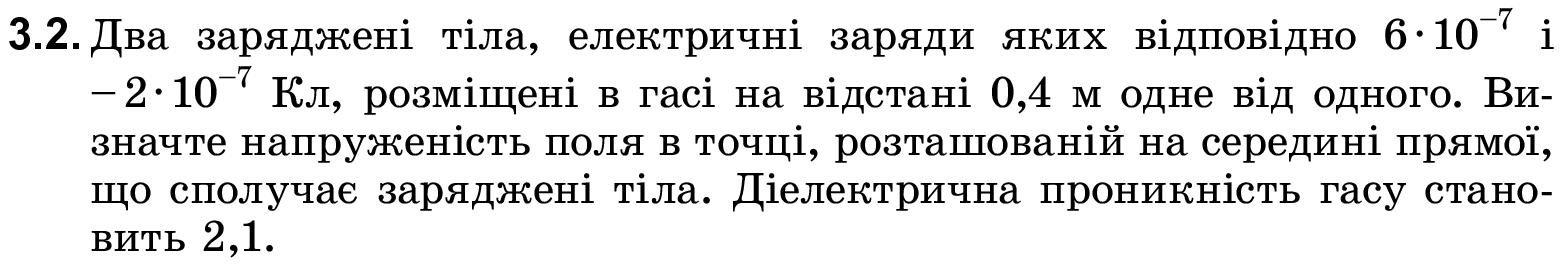 3.2. Два заряджені тіла, електричні заряди яких відповідно 6·10⁻⁷ і
−2·10⁻⁷ Кл, розміщені в гасі на відстані 0,4 м одне від одного. Ви-
значте напруженість поля в точці, розташованій на середині прямої,
що сполучає заряджені тіла. Діелектрична проникність гасу стано-
вить 2,1.